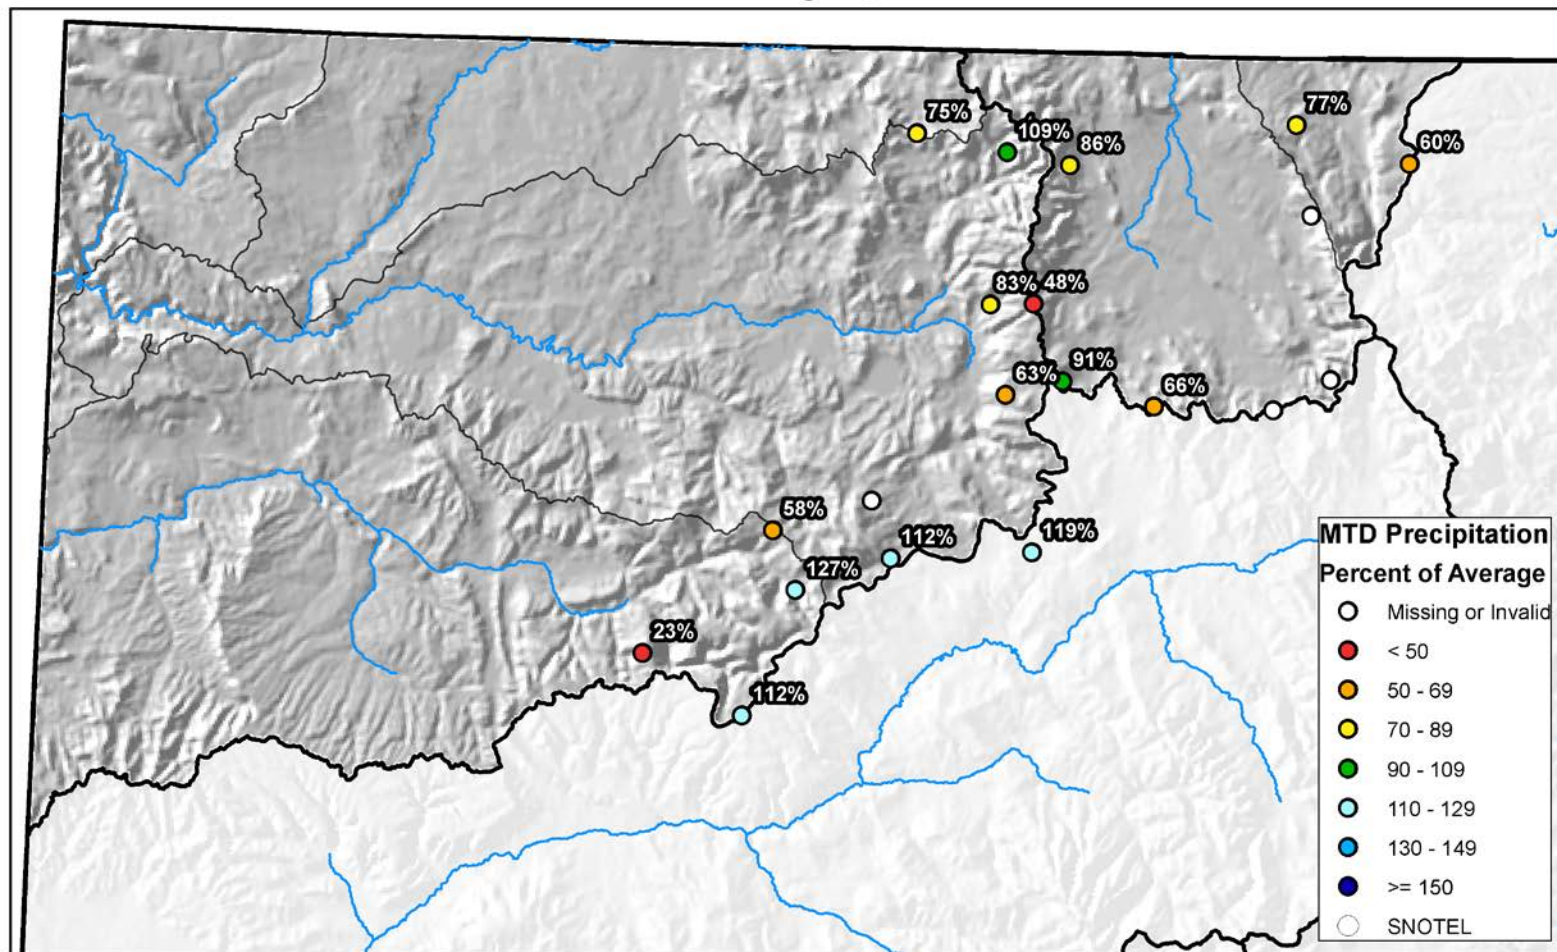 75%
77%
109%
86%
60%
83%
48%
91%
63%
66%
58%
112%
119%
127%
23%
112%
MTD Precipitation
Percent of Average
Missing or Invalid
< 50
50 - 69
70 - 89
90 - 109
110 - 129
130 - 149
>= 150
SNOTEL